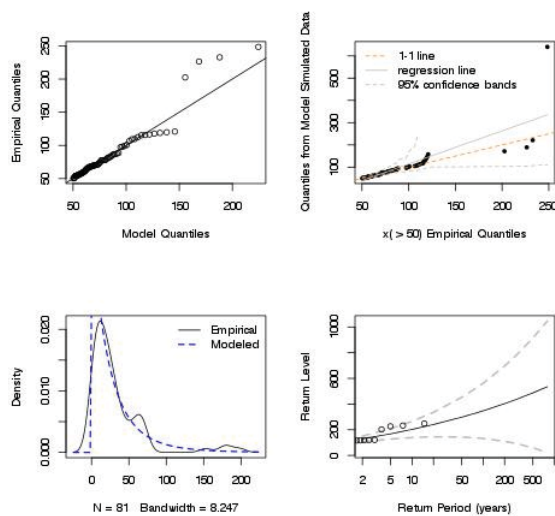 Empirical Quantiles
250
200
150
100
50
50 100 150 200
Model Quantiles
Quantiles from Model Simulated Data
600
500
400
300
200
100
1-1 line
regression line
95% confidence bands
50 100 150 200 250
x( > 50) Empirical Quantiles
Density
0.020
0.010
0.000
Empirical
Modeled
0 50 100 150 200
N = 81 Bandwidth = 8.247
Return Level
1000
600
200
0
2 5 10 50 100 500
Return Period (years)